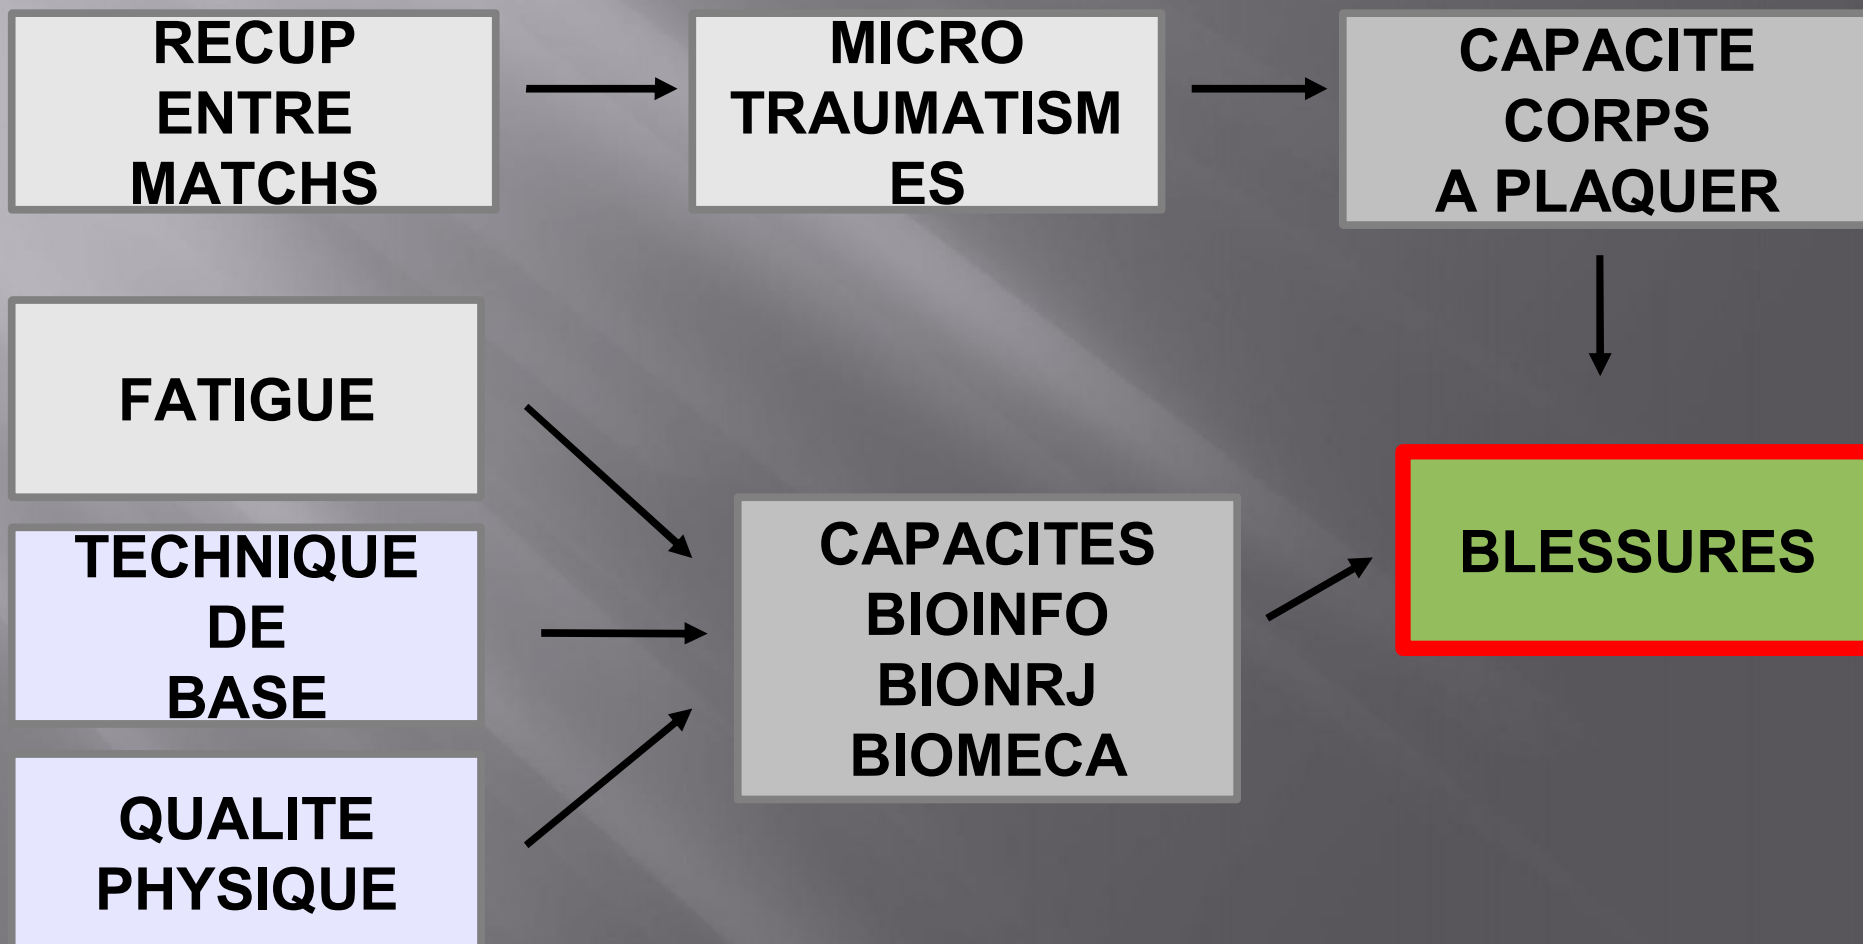 RECUP
ENTRE
MATCHS
MICRO
TRAUMATISM
ES
CAPACITE
CORPS
A PLAQUER
FATIGUE
TECHNIQUE
DE
BASE
QUALITE
PHYSIQUE
CAPACITES
BIOINFO
BIONRJ
BIOMECA
BLESSURES